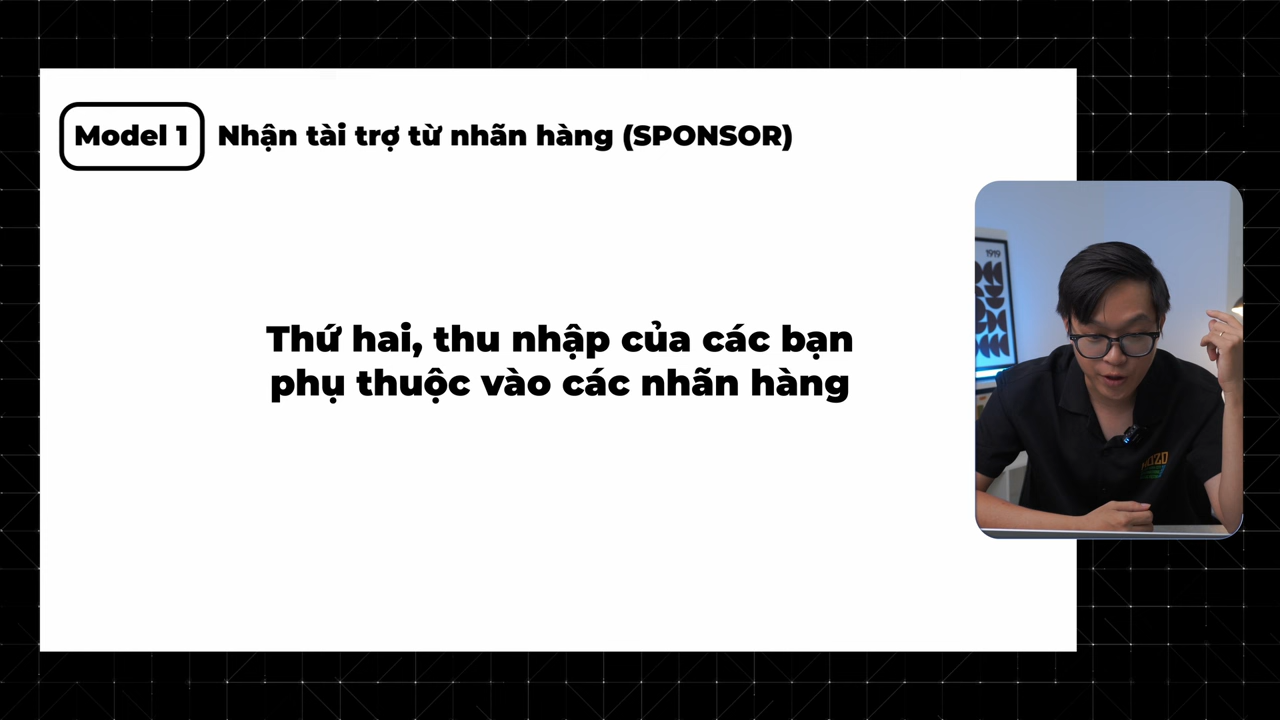 Model 1 Nhận tài trợ từ nhãn hàng (SPONSOR)
Thứ hai, thu nhập của các bạn
phụ thuộc vào các nhãn hàng
1919